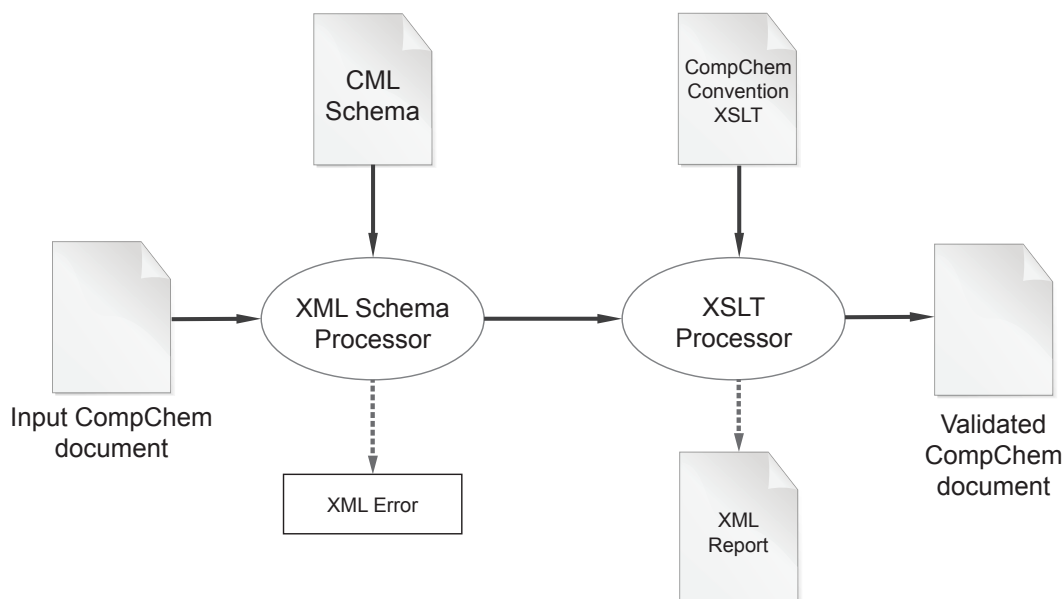 CML
Schema
CompChem
Convention
XSLT
Input CompChem
document
XML Schema
Processor
XSLT
Processor
Validated
CompChem
document
XML Error
XML
Report